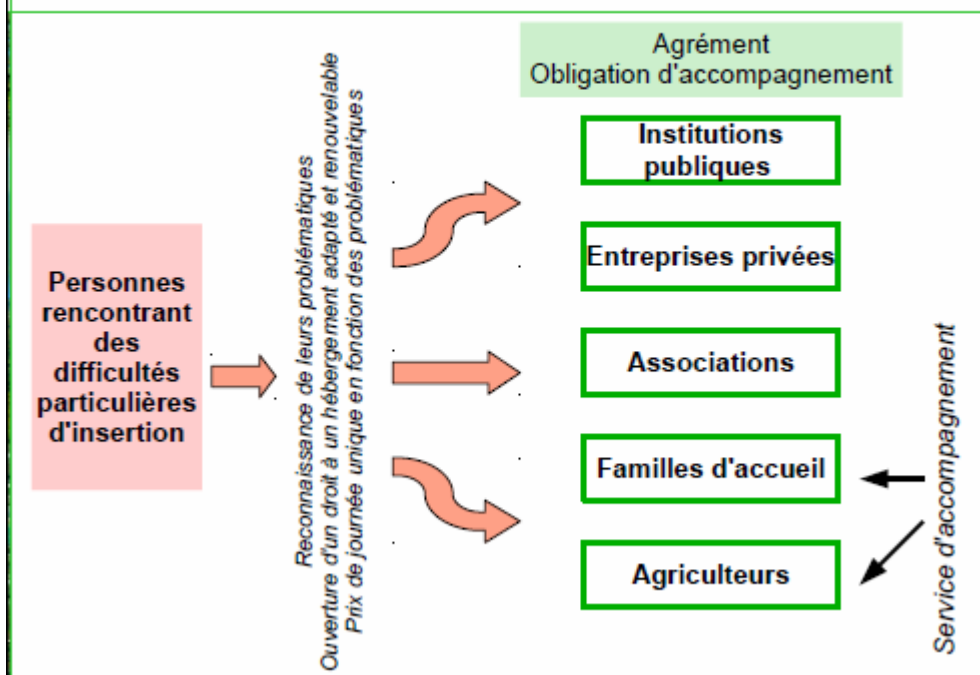 Agrément
Obligation d'accompagnement
Institutions
publiques
Entreprises privées
Associations
Familles d'accueil
Agriculteurs
Personnes
rencontrant
des
difficultés
particulières
d'insertion
Reconnaissance de leurs problématiques
Ouverture d'un droit à un hébergement adapté et renouvelable
Prix de journée unique en fonction des problématiques
Service d'accompagnement